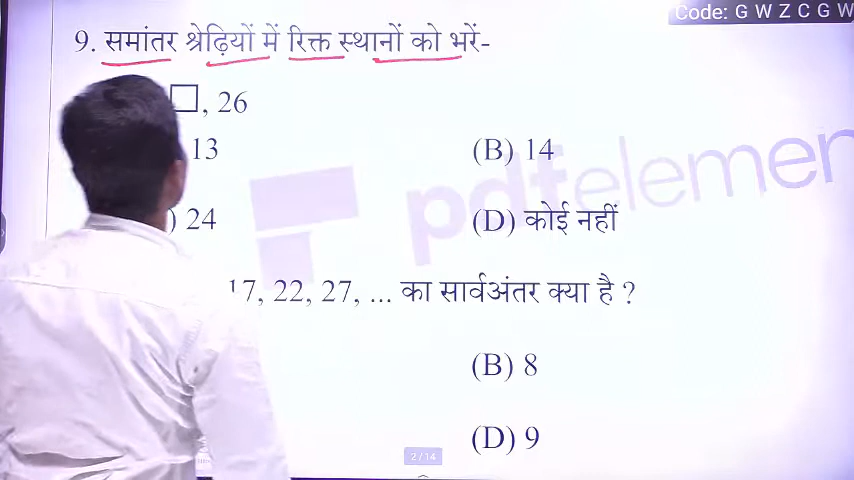 Code: G W Z C G W
9. समांतर श्रेढ़ियों में रिक्त स्थानों को भरें-
□, 26
13
(B) 14
) 24
(D) कोई नहीं
17, 22, 27, ... का सार्वअंतर क्या है ?
(B) 8
(D) 9
pdfelemen
2 / 14